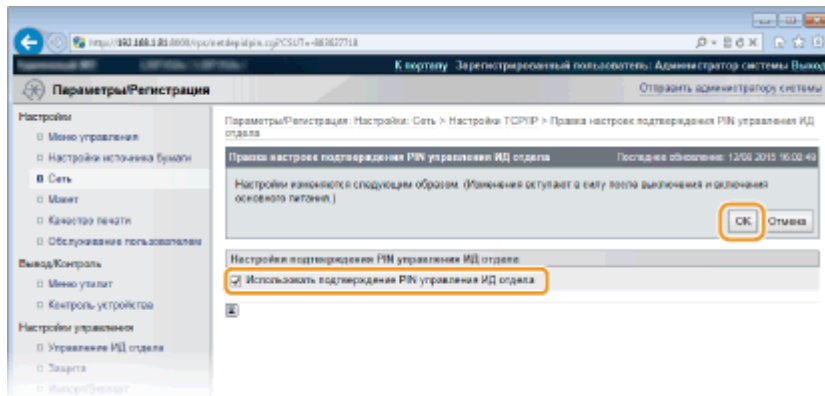 К порталу Зарегистрированный пользователь: Администратор системы Выход
Параметры/Регистрация
Отправить администратору системы
Настройки
Меню управления
Настройки источника бумаги
Сеть
Макет
Качество печати
Обслуживание пользователем
Вывод/Контроль
Меню утилит
Контроль устройства
Настройки управления
Управление ИД отдела
Защита
Импорт/Экспорт
Параметры/Регистрация: Настройки: Сеть > Настройки TCP/IP > Правка настроек подтверждения PIN управления ИД
отдела
Правка настроек подтверждения PIN управления ИД отдела
Последнее обновление: 12/08 2015 16:00:49
Настройки изменяются следующим образом. (Изменения вступают в силу после выключения и включения
основного питания.)
OK Отмена
Настройки подтверждения PIN управления ИД отдела
Использовать подтверждение PIN управления ИД отдела